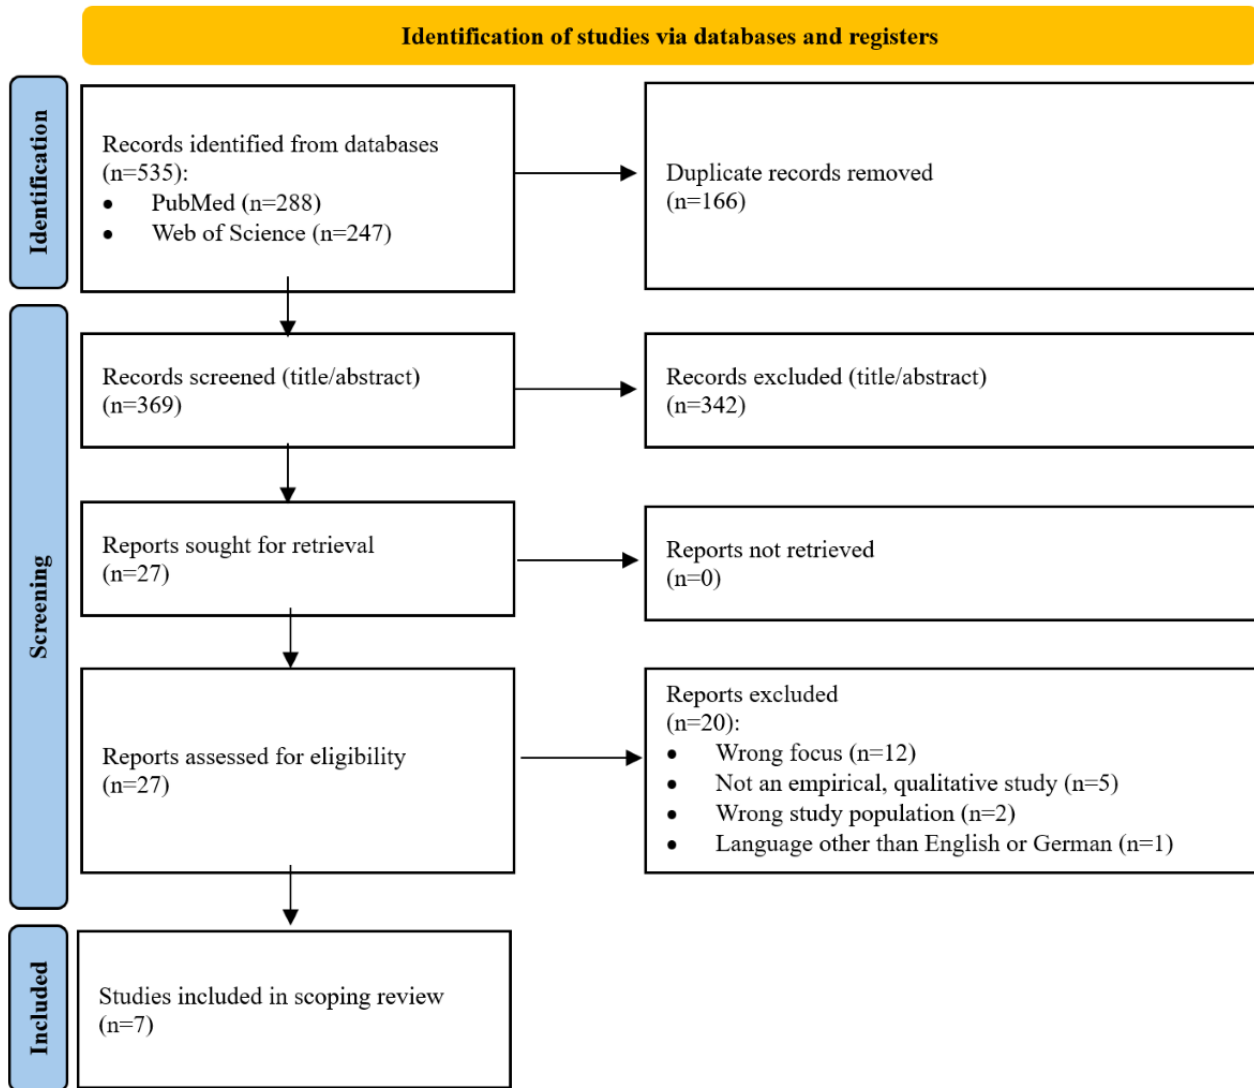 Identification of studies via databases and registers
Identification
Records identified from databases
(n=535):
• PubMed (n=288)
• Web of Science (n=247)
Duplicate records removed
(n=166)
Screening
Records screened (title/abstract)
(n=369)
Records excluded (title/abstract)
(n=342)
Reports sought for retrieval
(n=27)
Reports not retrieved
(n=0)
Reports assessed for eligibility
(n=27)
Reports excluded
(n=20):
• Wrong focus (n=12)
• Not an empirical, qualitative study (n=5)
• Wrong study population (n=2)
• Language other than English or German (n=1)
Included
Studies included in scoping review
(n=7)